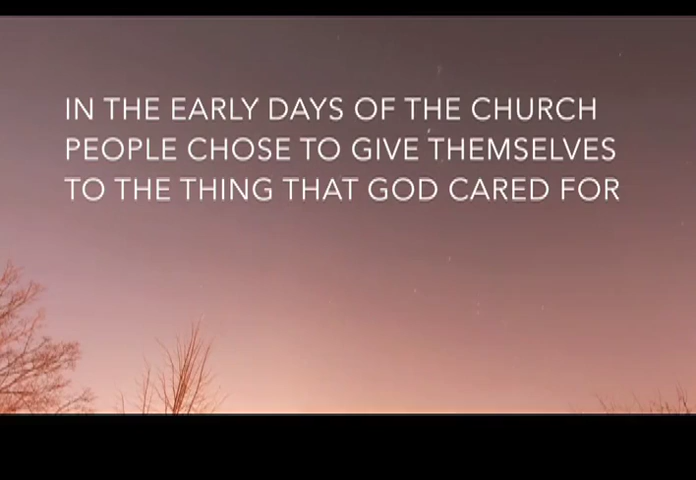 IN THE EARLY DAYS OF THE CHURCH
PEOPLE CHOSE TO GIVE THEMSELVES
TO THE THING THAT GOD CARED FOR